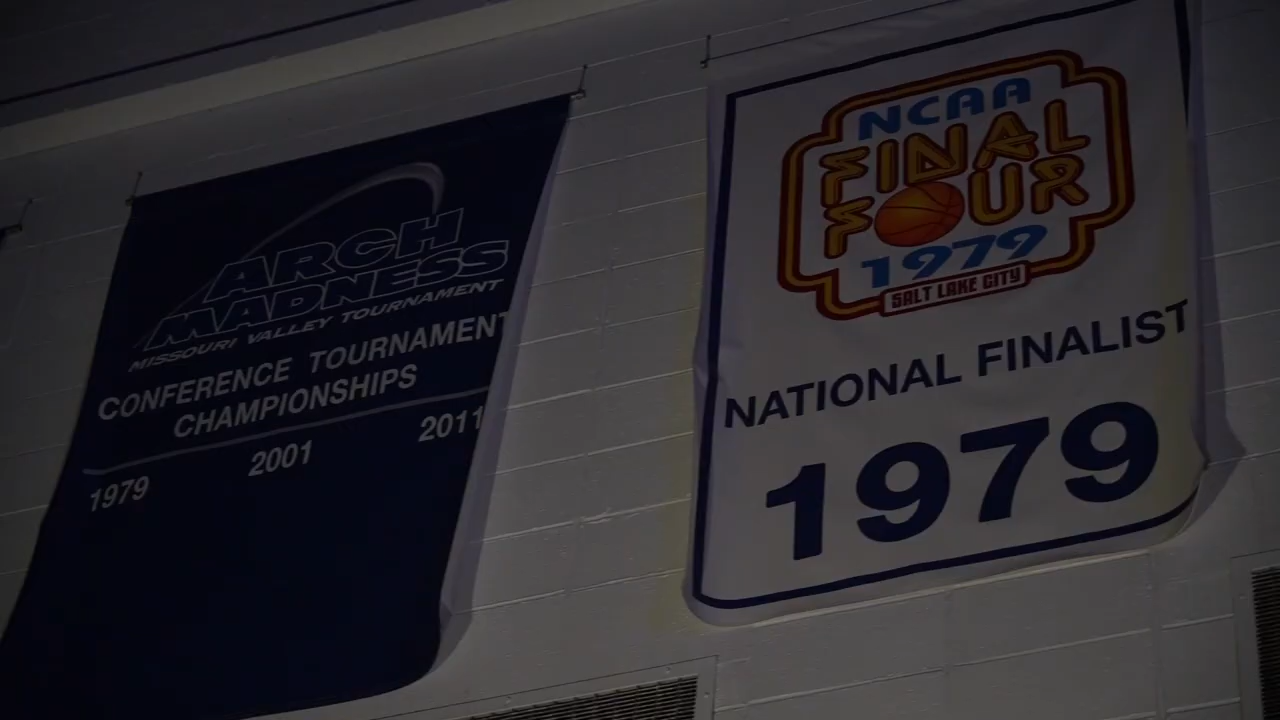 ARCH
MADNESS
MISSOURI VALLEY TOURNAMENT
CONFERENCE TOURNAMENT
CHAMPIONSHIPS
1979 2001 2011
NCAA
FINAL
FOUR
1979
SALT LAKE CITY
NATIONAL FINALIST
1979